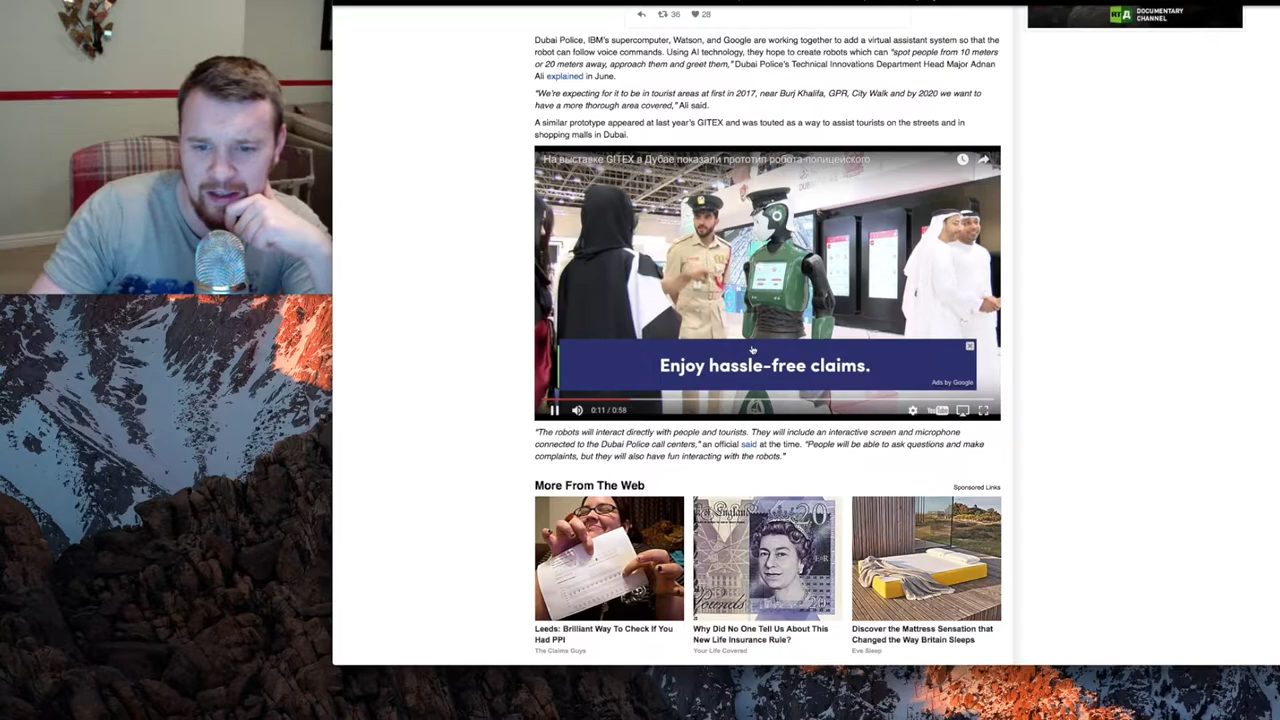 DOCUMENTARY
CHANNEL
36 28
Dubai Police, IBM's supercomputer, Watson, and Google are working together to add a virtual assistant system so that the
robot can follow voice commands. Using AI technology, they hope to create robots which can "spot people from 10 meters
or 20 meters away, approach them and greet them," Dubai Police's Technical Innovations Department Head Major Adnan
Ali explained in June.
"We're expecting for it to be in tourist areas at first in 2017, near Burj Khalifa, GPR, City Walk and by 2020 we want to
have a more thorough area covered," Ali said.
A similar prototype appeared at last year's GITEX and was touted as a way to assist tourists on the streets and in
shopping malls in Dubai.
На выставке GITEX в Дубае показали прототип робота-полицейского
Enjoy hassle-free claims.
Ads by Google
0:11 / 0:58
"The robots will interact directly with people and tourists. They will include an interactive screen and microphone
connected to the Dubai Police call centers," an official said at the time. "People will be able to ask questions and make
complaints, but they will also have fun interacting with the robots."
More From The Web
Sponsored Links
Leeds: Brilliant Way To Check If You
Had PPI
The Claims Guys
Why Did No One Tell Us About This
New Life Insurance Rule?
Your Life Covered
Discover the Mattress Sensation that
Changed the Way Britain Sleeps
Eve Sleep